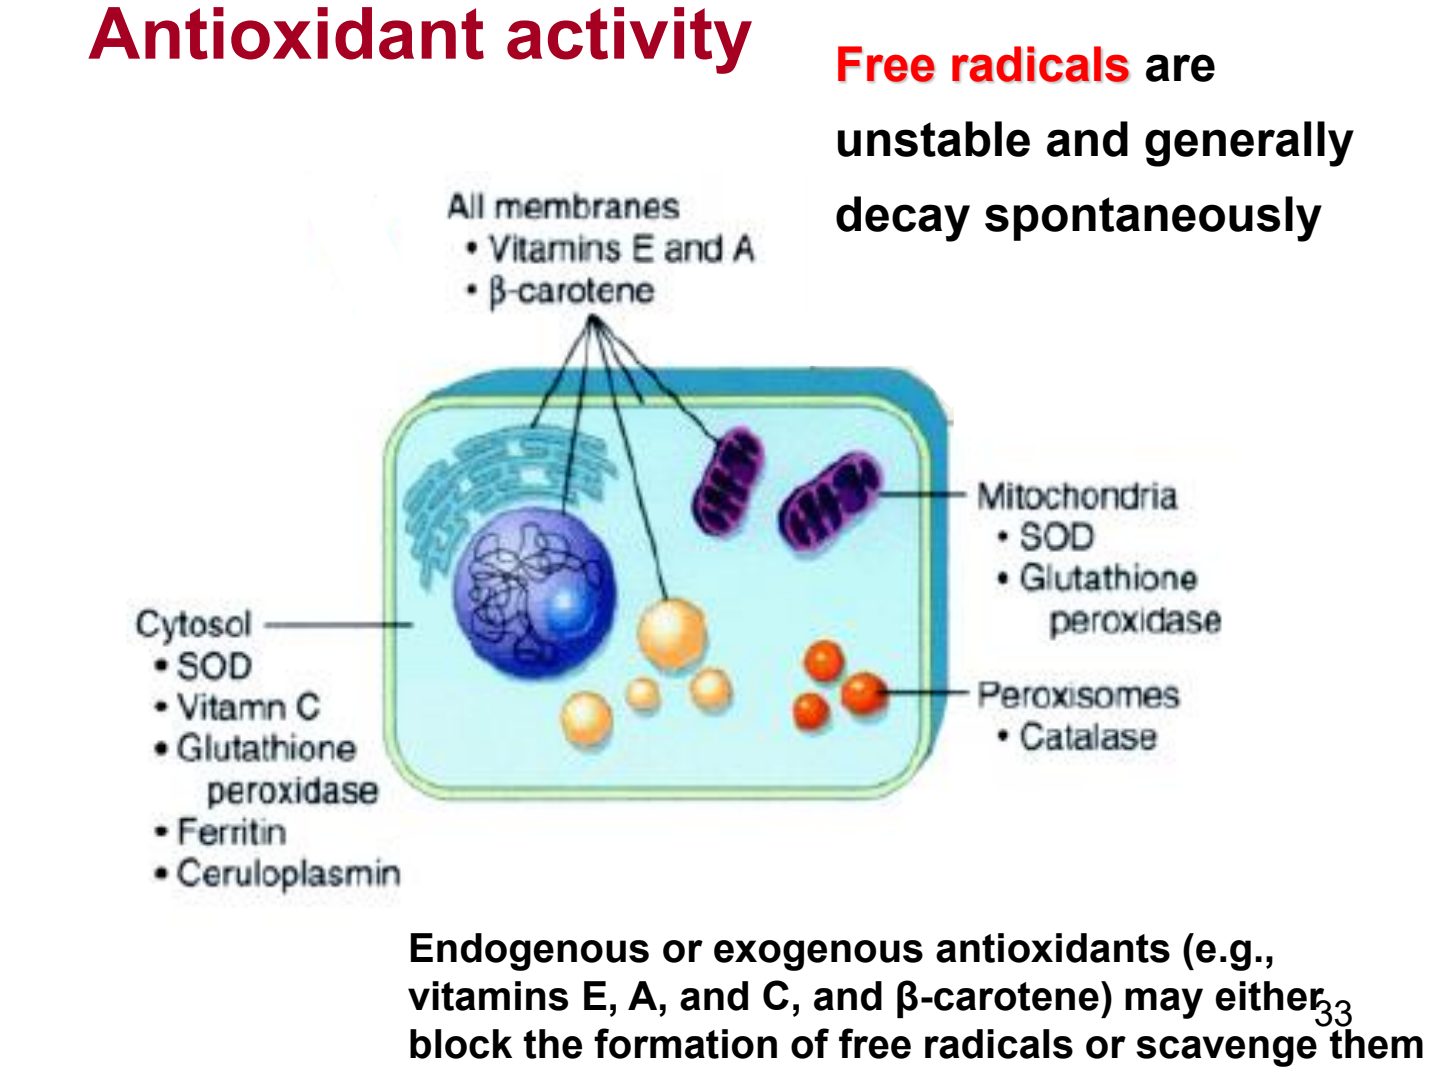 Antioxidant activity
Free radicals are
unstable and generally
decay spontaneously
All membranes
• Vitamins E and A
• β-carotene
Mitochondria
• SOD
• Glutathione
peroxidase
Peroxisomes
• Catalase
Cytosol
• SOD
• Vitamn C
• Glutathione
peroxidase
• Ferritin
• Ceruloplasmin
Endogenous or exogenous antioxidants (e.g.,
vitamins E, A, and C, and β-carotene) may either
block the formation of free radicals or scavenge them
33